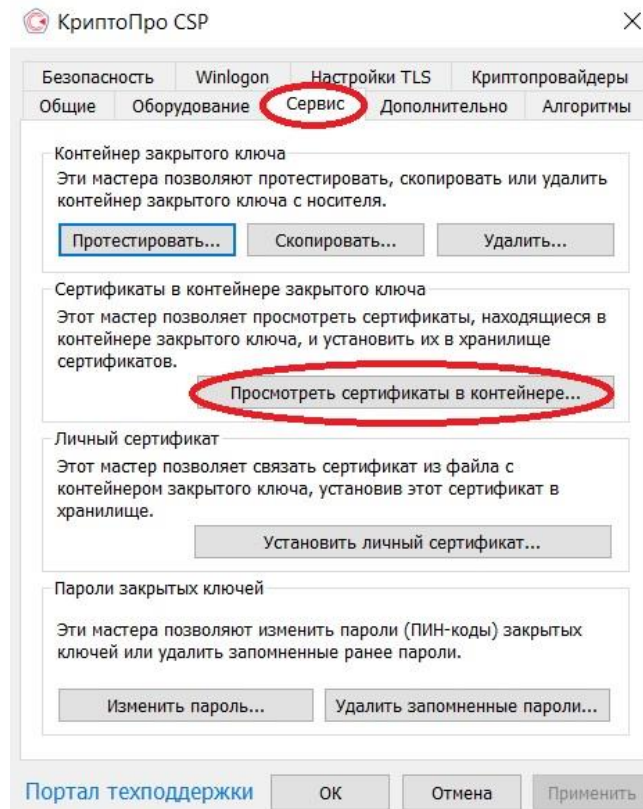 КриптоПро CSP
Безопасность Winlogon Настройки TLS Криптопровайдеры
Общие Оборудование Сервис Дополнительно Алгоритмы
Контейнер закрытого ключа
Эти мастера позволяют протестировать, скопировать или удалить
контейнер закрытого ключа с носителя.
Протестировать... Скопировать... Удалить...
Сертификаты в контейнере закрытого ключа
Этот мастер позволяет просмотреть сертификаты, находящиеся в
контейнере закрытого ключа, и установить их в хранилище
сертификатов.
Просмотреть сертификаты в контейнере...
Личный сертификат
Этот мастер позволяет связать сертификат из файла с
контейнером закрытого ключа, установив этот сертификат в
хранилище.
Установить личный сертификат...
Пароли закрытых ключей
Эти мастера позволяют изменить пароли (ПИН-коды) закрытых
ключей или удалить запомненные ранее пароли.
Изменить пароль... Удалить запомненные пароли...
Портал техподдержки ОК Отмена Применить